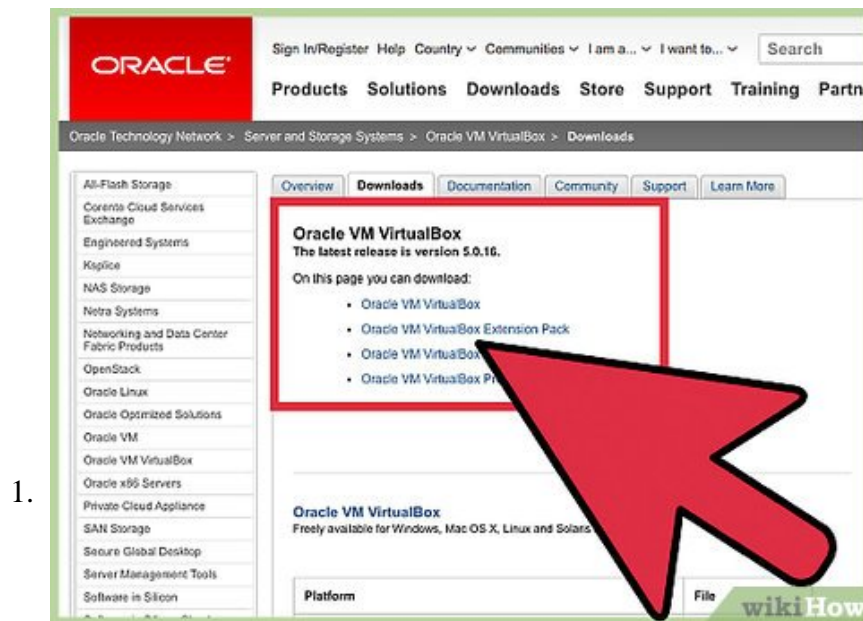 ORACLE
Sign In/Register Help Country Communities I am a... I want to... Search
Products Solutions Downloads Store Support Training Partn
Oracle Technology Network > Server and Storage Systems > Oracle VM VirtualBox > Downloads
All-Flash Storage
Corente Cloud Services
Exchange
Engineered Systems
Ksplice
NAS Storage
Netra Systems
Networking and Data Center
Fabric Products
OpenStack
Oracle Linux
Oracle Optimized Solutions
Oracle VM
Oracle VM VirtualBox
Oracle x86 Servers
Private Cloud Appliance
SAN Storage
Secure Global Desktop
Server Management Tools
Software in Silicon
Overview Downloads Documentation Community Support Learn More
Oracle VM VirtualBox
The latest release is version 5.0.16.
On this page you can download:
• Oracle VM VirtualBox
• Oracle VM VirtualBox Extension Pack
• Oracle VM VirtualBox
• Oracle VM VirtualBox
Oracle VM VirtualBox
Freely available for Windows, Mac OS X, Linux and Solaris
Platform File
1.
wikiHow